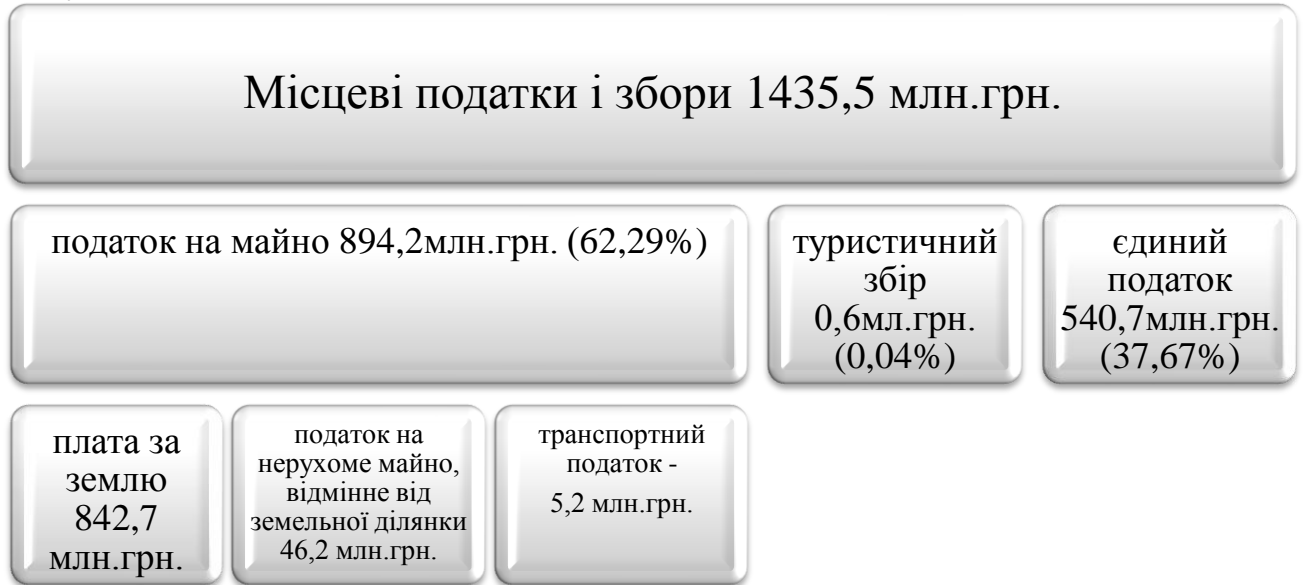 Місцеві податки і збори 1435,5 млн.грн.
податок на майно 894,2млн.грн. (62,29%)
туристичний
збір
0,6мл.грн.
(0,04%)
єдиний
податок
540,7млн.грн.
(37,67%)
плата за
землю
842,7
млн.грн.
податок на
нерухоме майно,
відмінне від
земельної ділянки
46,2 млн.грн.
транспортний
податок -
5,2 млн.грн.